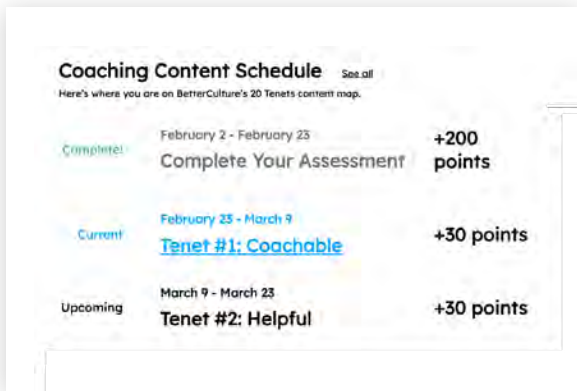 Coaching Content Schedule See all
Here's where you are on BetterCulture's 20 Tenets content map.
Complete!
February 2 - February 23
Complete Your Assessment
+200
points
Current
February 23 - March 9
Tenet #1: Coachable
+30 points
Upcoming
March 9 - March 23
Tenet #2: Helpful
+30 points